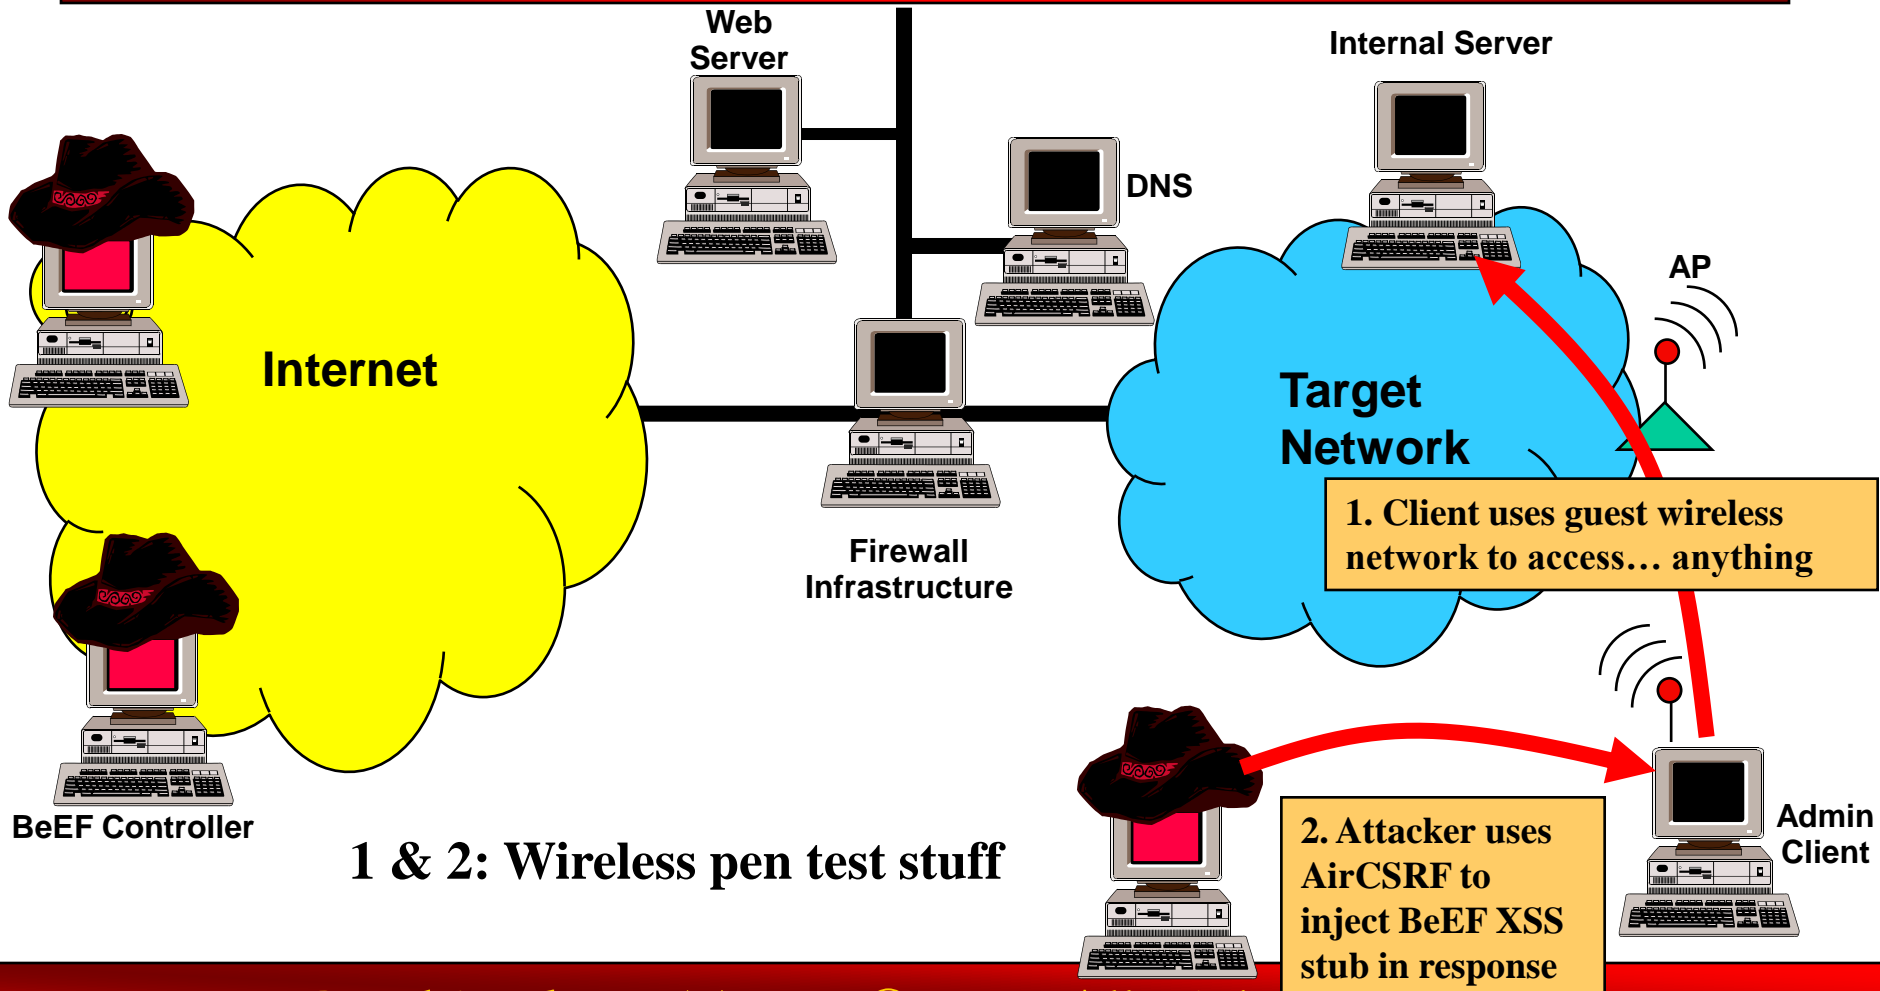 Web
Server
Internal Server
DNS
AP
Internet
Target
Network
1. Client uses guest wireless
network to access… anything
Firewall
Infrastructure
BeEF Controller
1 & 2: Wireless pen test stuff
2. Attacker uses
AirCSRF to
inject BeEF XSS
stub in response
Admin
Client